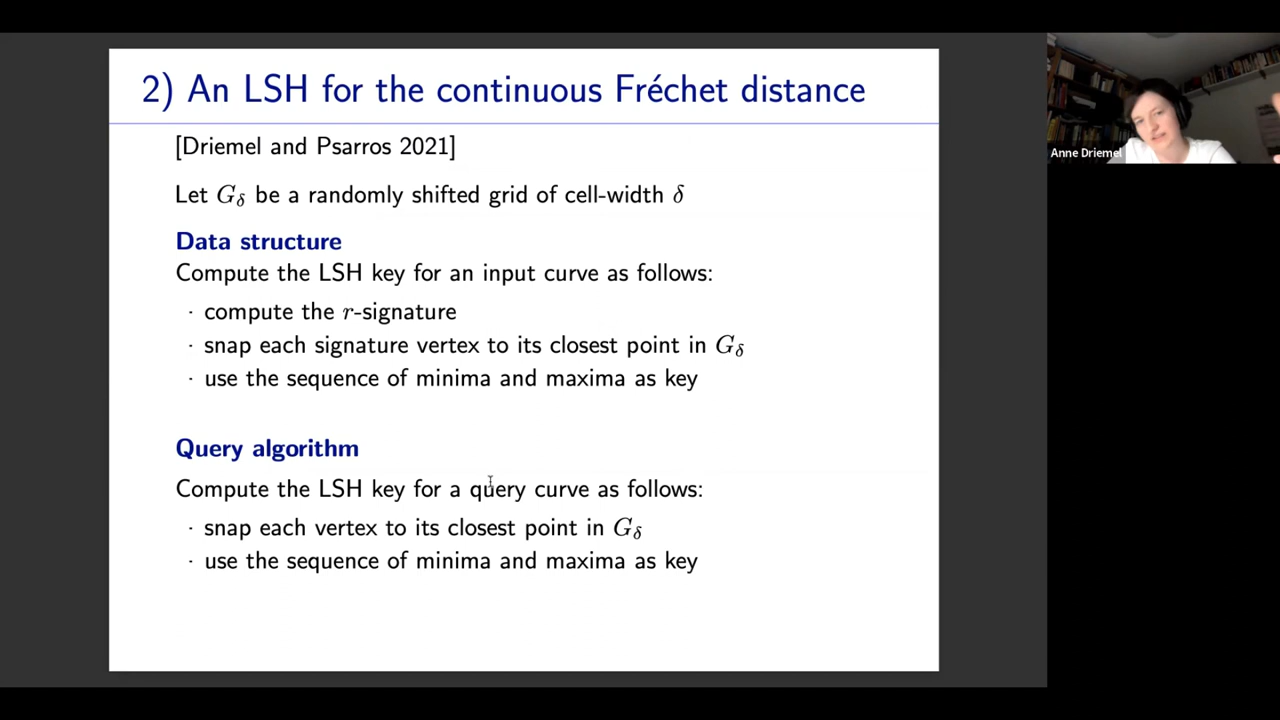 2) An LSH for the continuous Fréchet distance
[Driemel and Psarros 2021]
Let G_δ be a randomly shifted grid of cell-width δ
Data structure
Compute the LSH key for an input curve as follows:
· compute the r-signature
· snap each signature vertex to its closest point in G_δ
· use the sequence of minima and maxima as key
Query algorithm
Compute the LSH key for a query curve as follows:
· snap each vertex to its closest point in G_δ
· use the sequence of minima and maxima as key
Anne Driemel